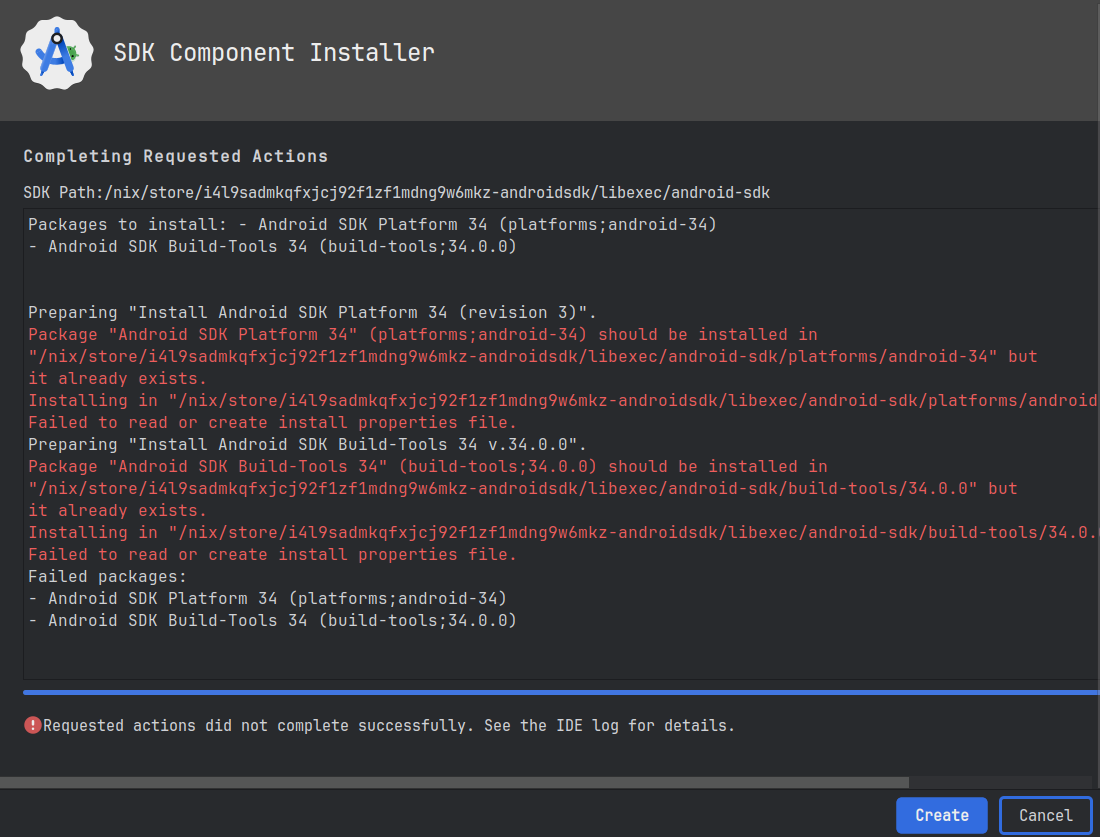 SDK Component Installer
Completing Requested Actions
SDK Path:/nix/store/i4l9sadmkqfxjcj92f1zf1mdng9w6mkz-androidsdk/libexec/android-sdk
Packages to install: - Android SDK Platform 34 (platforms;android-34)
- Android SDK Build-Tools 34 (build-tools;34.0.0)
Preparing "Install Android SDK Platform 34 (revision 3)".
Package "Android SDK Platform 34" (platforms;android-34) should be installed in
"/nix/store/i4l9sadmkqfxjcj92f1zf1mdng9w6mkz-androidsdk/libexec/android-sdk/platforms/android-34" but
it already exists.
Installing in "/nix/store/i4l9sadmkqfxjcj92f1zf1mdng9w6mkz-androidsdk/libexec/android-sdk/platforms/android
Failed to read or create install properties file.
Preparing "Install Android SDK Build-Tools 34 v.34.0.0".
Package "Android SDK Build-Tools 34" (build-tools;34.0.0) should be installed in
"/nix/store/i4l9sadmkqfxjcj92f1zf1mdng9w6mkz-androidsdk/libexec/android-sdk/build-tools/34.0.0" but
it already exists.
Installing in "/nix/store/i4l9sadmkqfxjcj92f1zf1mdng9w6mkz-androidsdk/libexec/android-sdk/build-tools/34.0.
Failed to read or create install properties file.
Failed packages:
- Android SDK Platform 34 (platforms;android-34)
- Android SDK Build-Tools 34 (build-tools;34.0.0)
Requested actions did not complete successfully. See the IDE log for details.
Create
Cancel